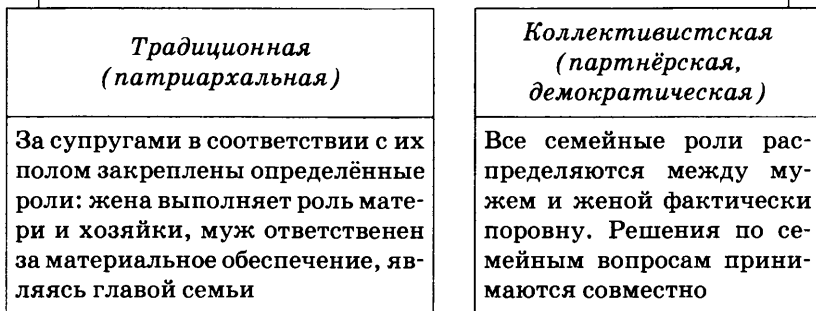 Традиционная
(патриархальная)
За супругами в соответствии с их
полом закреплены определённые
роли: жена выполняет роль мате-
ри и хозяйки, муж ответственен
за материальное обеспечение, яв-
ляясь главой семьи
Коллективистская
(партнёрская,
демократическая)
Все семейные роли рас-
пределяются между му-
жем и женой фактически
поровну. Решения по се-
мейным вопросам прини-
маются совместно